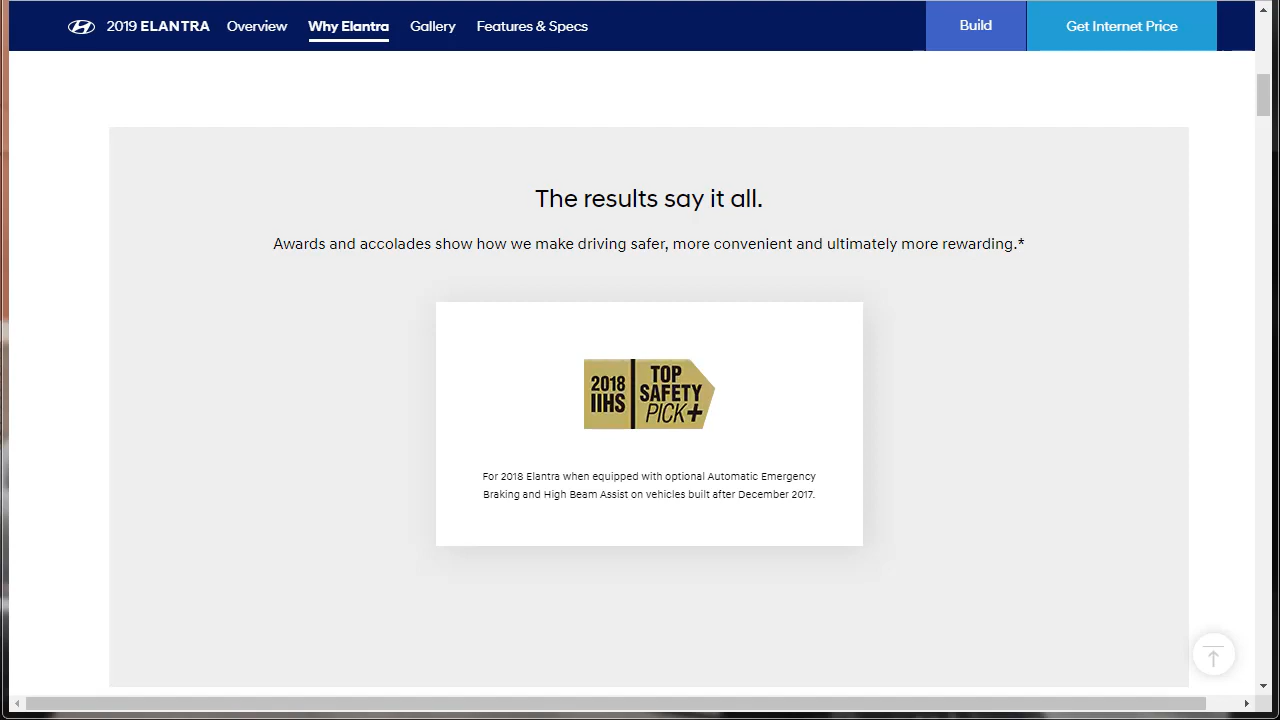 2019 ELANTRA Overview Why Elantra Gallery Features & Specs Build Get Internet Price
The results say it all.
Awards and accolades show how we make driving safer, more convenient and ultimately more rewarding.*
2018 IIHS
TOP SAFETY PICK+
For 2018 Elantra when equipped with optional Automatic Emergency
Braking and High Beam Assist on vehicles built after December 2017.